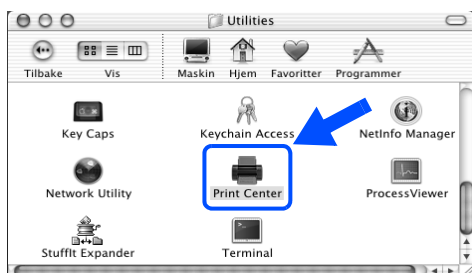 Utilities
Tilbake Vis Maskin Hjem Favoritter Programmer
Key Caps Keychain Access NetInfo Manager
Network Utility Print Center ProcessViewer
StuffIt Expander Terminal